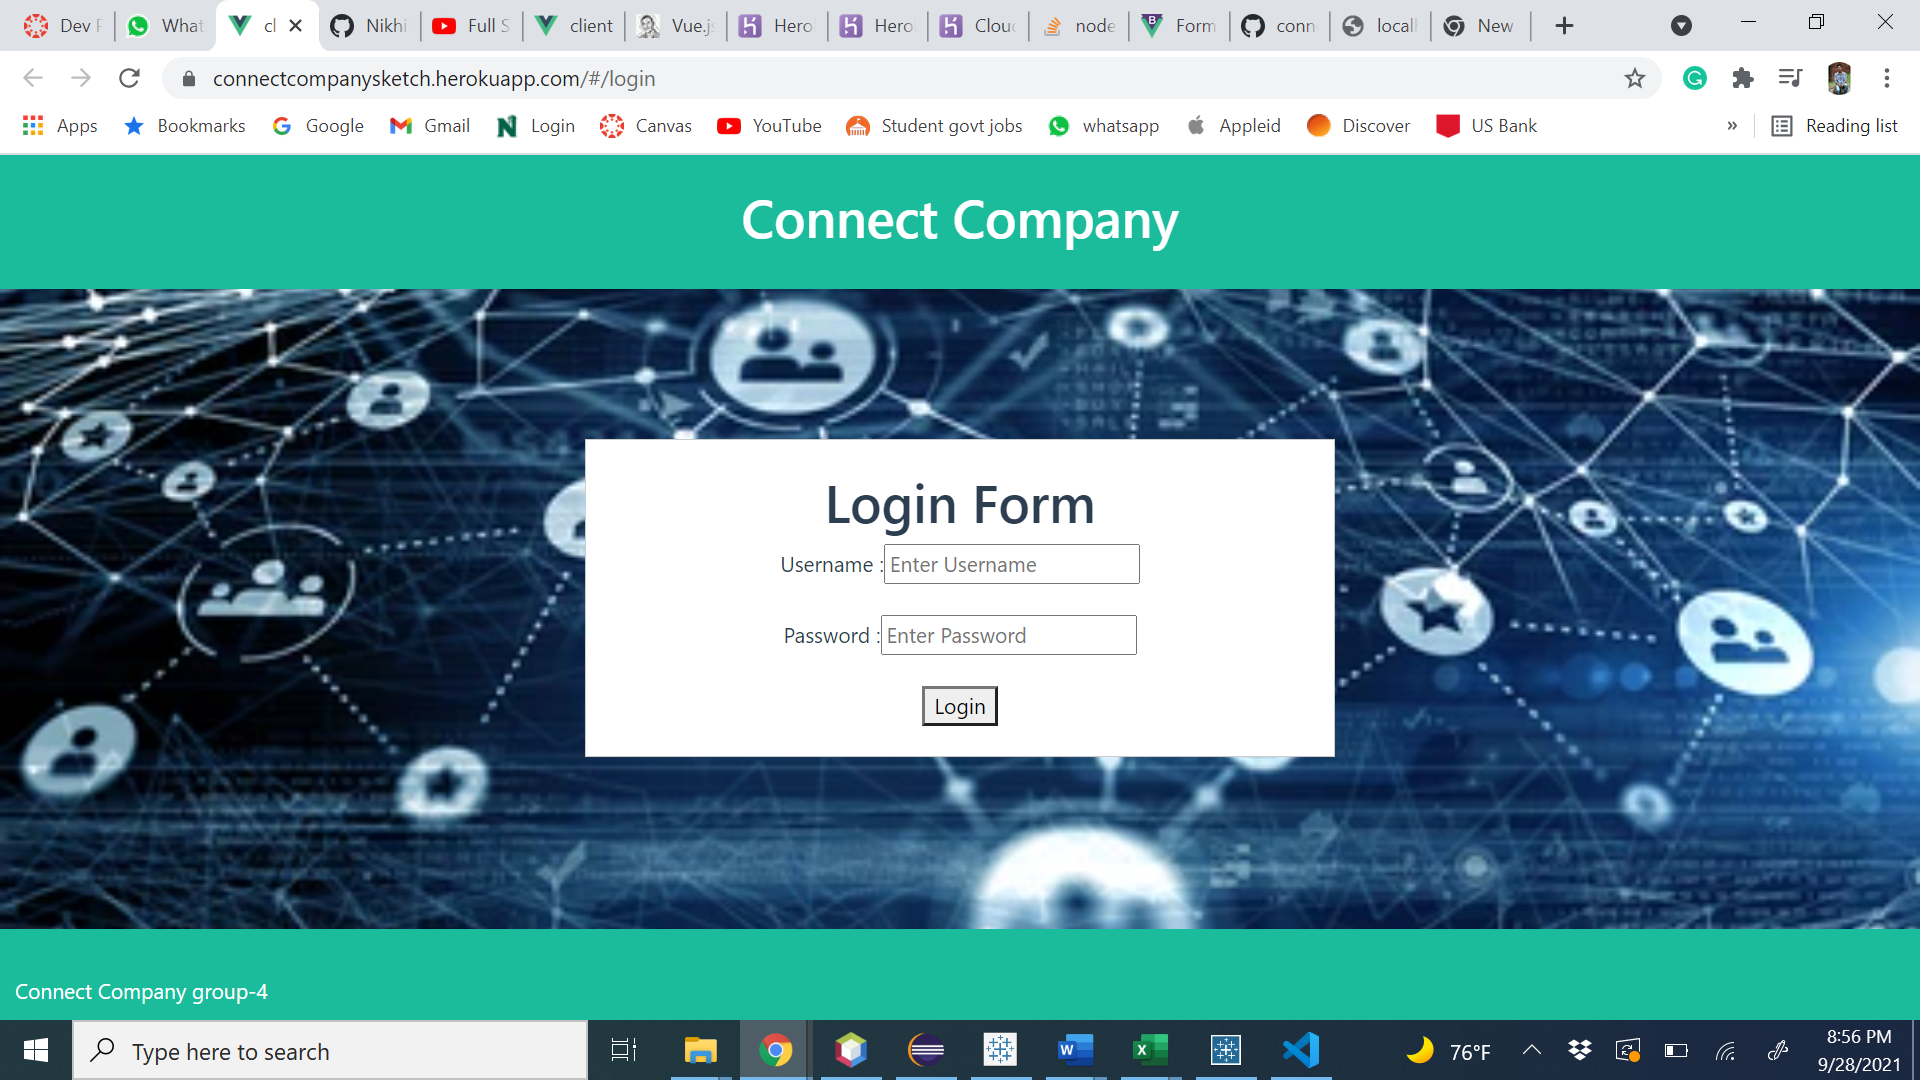 Dev
What
cl
Nikhi
Full S
client
Vue.js
Hero
Hero
Clou
node
Form
conn
local
New
connectcompanysketch.herokuapp.com/#/login
Apps
Bookmarks
Google
Gmail
Login
Canvas
YouTube
Student govt jobs
whatsapp
Appleid
Discover
US Bank
»
Reading list
Connect Company
Login Form
Username :
Enter Username
Password :
Enter Password
Login
Connect Company group-4
Type here to search
76°F
8:56 PM
9/28/2021